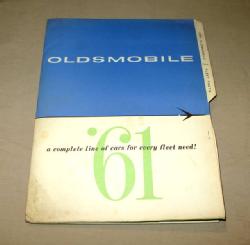 OLDSMOBILE
a complete line of cars for every fleet need!
'61